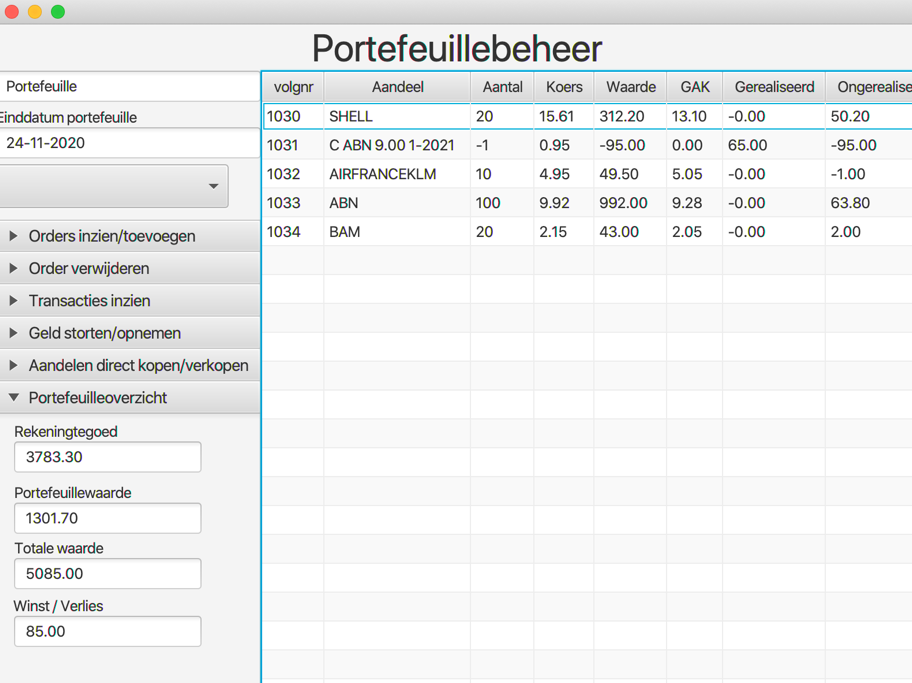 Portefeuillebeheer
Portefeuille
Einddatum portefeuille
24-11-2020
Orders inzien/toevoegen
Order verwijderen
Transacties inzien
Geld storten/opnemen
Aandelen direct kopen/verkopen
Portefeuilleoverzicht
Rekeningtegoed
3783.30
Portefeuillewaarde
1301.70
Totale waarde
5085.00
Winst / Verlies
85.00
volgnr Aandeel Aantal Koers Waarde GAK Gerealiseerd Ongerealise
1030 SHELL 20 15.61 312.20 13.10 -0.00 50.20
1031 C ABN 9.00 1-2021 -1 0.95 -95.00 0.00 65.00 -95.00
1032 AIRFRANCEKLM 10 4.95 49.50 5.05 -0.00 -1.00
1033 ABN 100 9.92 992.00 9.28 -0.00 63.80
1034 BAM 20 2.15 43.00 2.05 -0.00 2.00